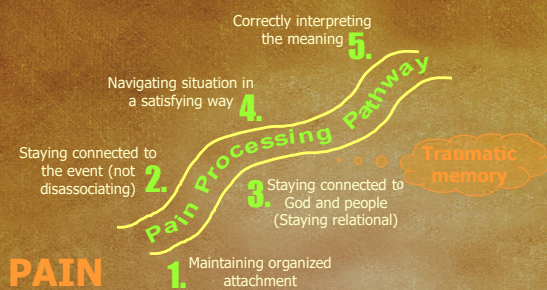 Correctly interpreting
the meaning 5.
Navigating situation in
a satisfying way 4.
Pain Processing Pathway
Traumatic
memory
Staying connected to
the event (not
disassociating) 2.
3. Staying connected to
God and people
(Staying relational)
PAIN
1. Maintaining organized
attachment